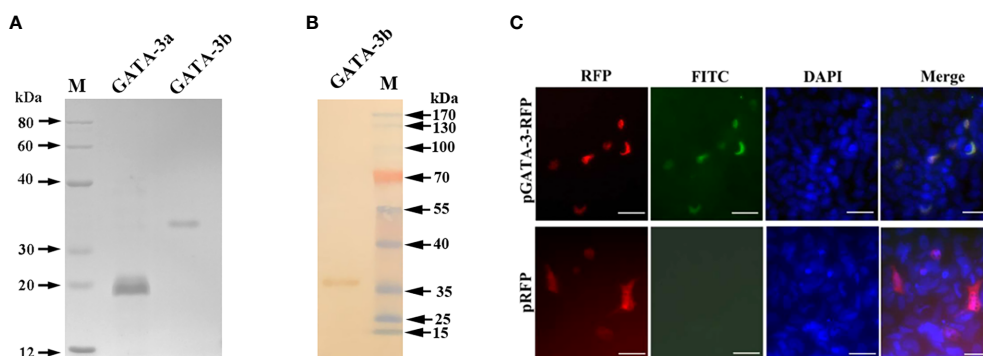 A
M
GATA-3a
GATA-3b
kDa
80
60
40
30
20
12
B
GATA-3b
M
kDa
170
130
100
70
55
40
35
25
15
C
RFP FITC DAPI Merge
pGATA-3-RFP
pRFP